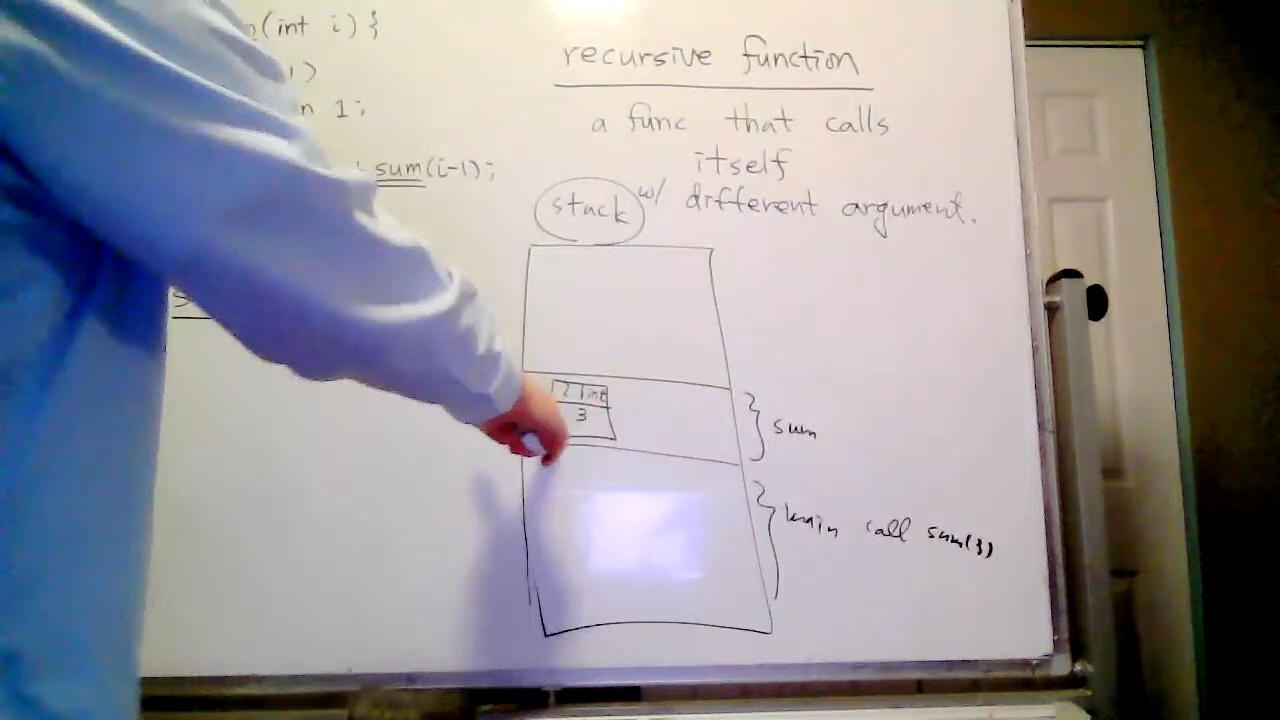 (int i) {
1)
n 1;
sum(i-1);
recursive function
a func that calls
itself
w/ different argument.
stack
3
} sum
} main call sum(3)